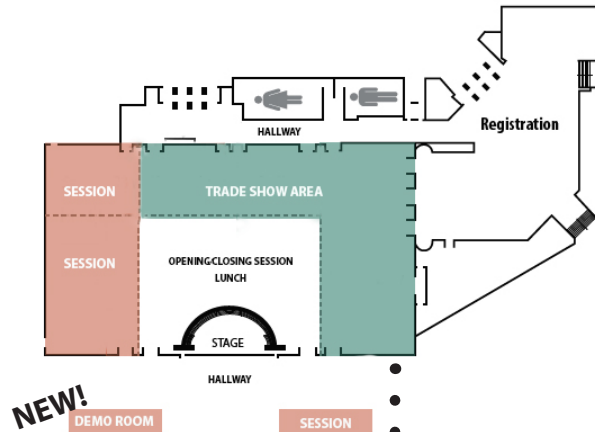 Registration
HALLWAY
SESSION
TRADE SHOW AREA
SESSION
OPENING/CLOSING SESSION
LUNCH
STAGE
HALLWAY
NEW!
DEMO ROOM
SESSION